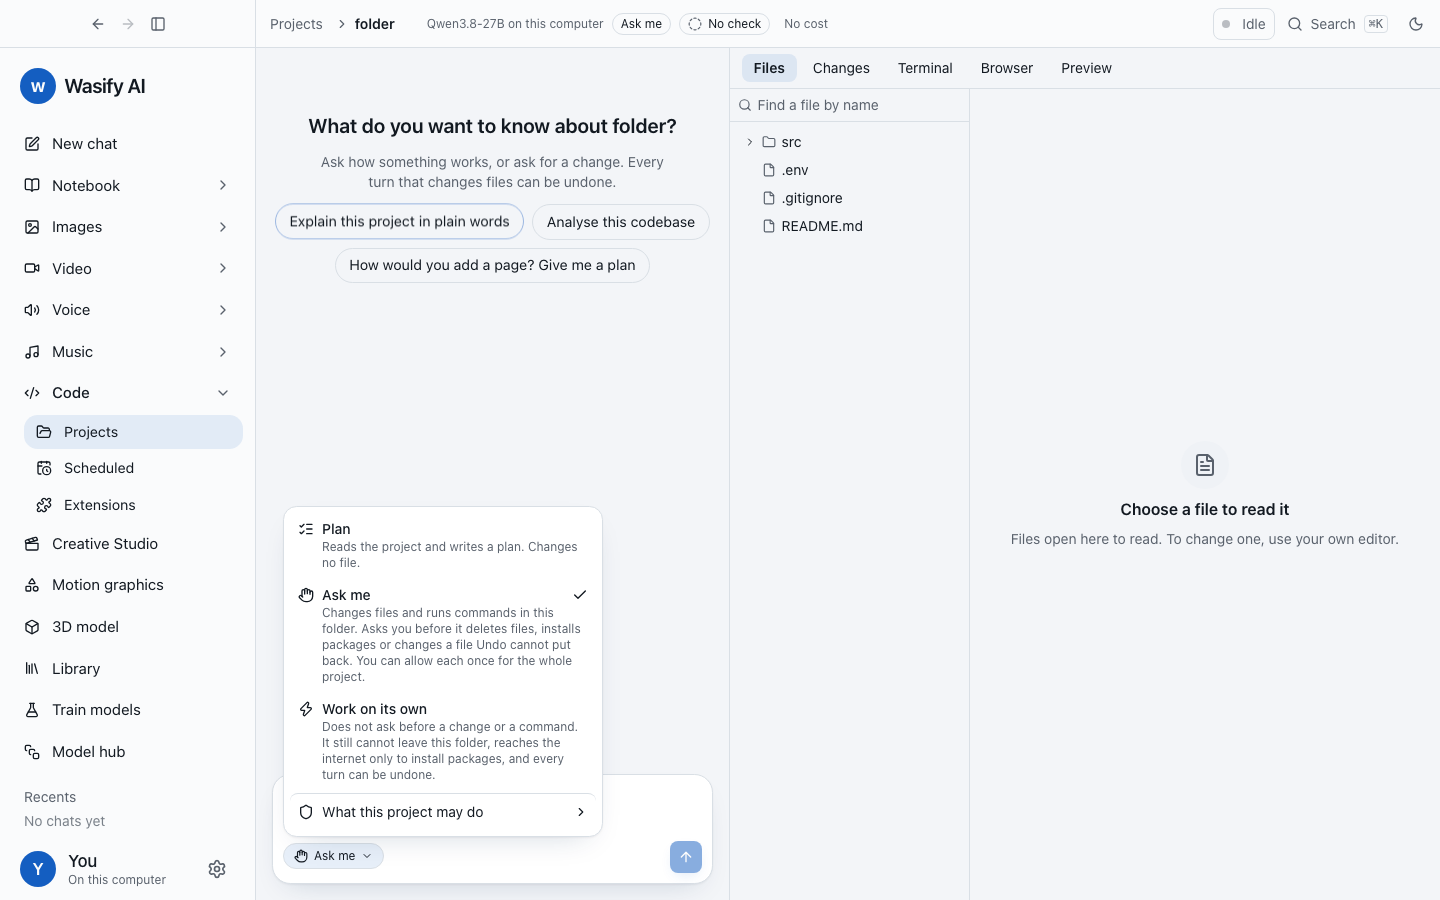 Projects
folder
Qwen3.8-27B on this computer
Ask me
No check
No cost
Idle
Search
⌘K
W
Wasify AI
New chat
Notebook
Images
Video
Voice
Music
Code
Projects
Scheduled
Extensions
Creative Studio
Motion graphics
3D model
Library
Train models
Model hub
Recents
No chats yet
Y
You
On this computer
What do you want to know about folder?
Ask how something works, or ask for a change. Every
turn that changes files can be undone.
Explain this project in plain words
Analyse this codebase
How would you add a page? Give me a plan
Plan
Reads the project and writes a plan. Changes
no file.
Ask me
Changes files and runs commands in this
folder. Asks you before it deletes files, installs
packages or changes a file Undo cannot put
back. You can allow each once for the whole
project.
Work on its own
Does not ask before a change or a command.
It still cannot leave this folder, reaches the
internet only to install packages, and every
turn can be undone.
What this project may do
Ask me
Files
Changes
Terminal
Browser
Preview
Find a file by name
src
.env
.gitignore
README.md
Choose a file to read it
Files open here to read. To change one, use your own editor.